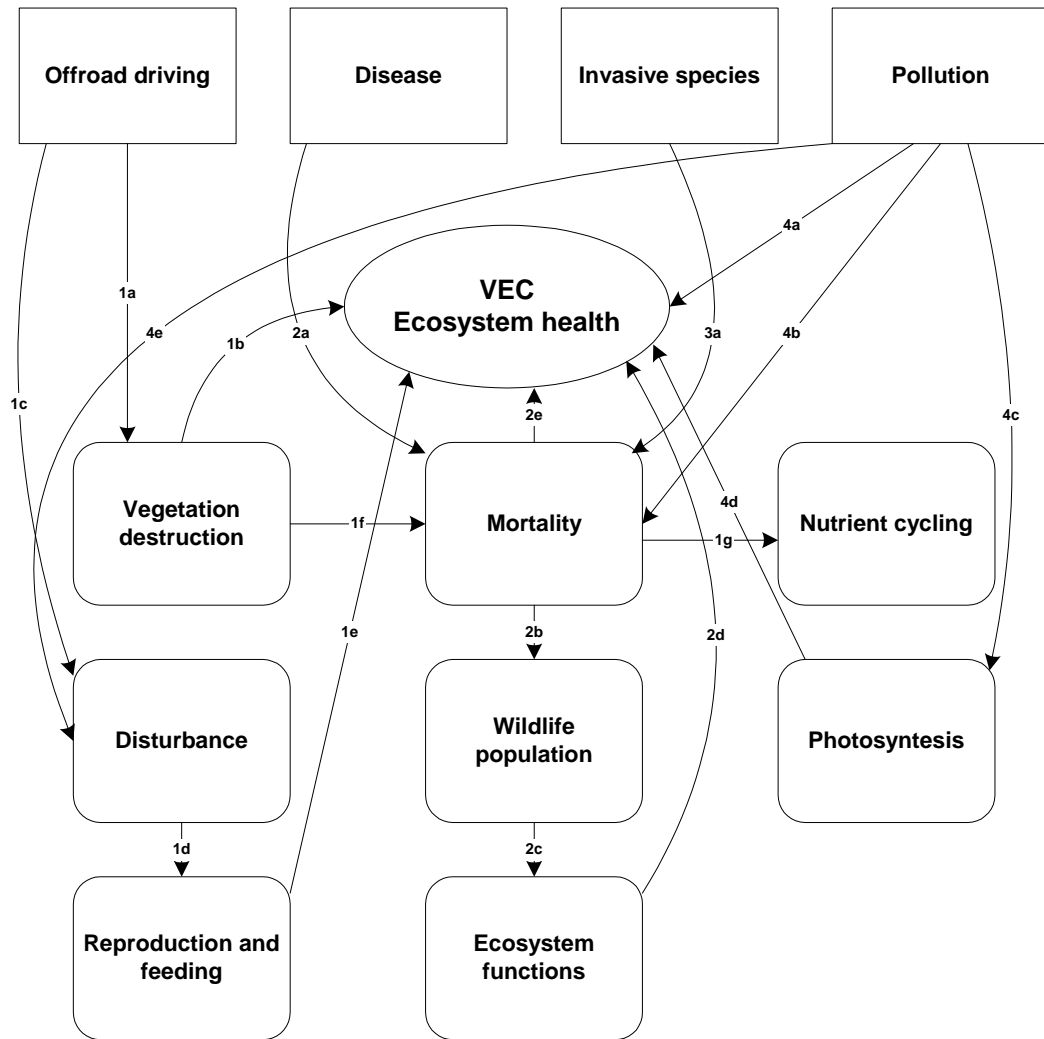 Offroad driving
Disease
Invasive species
Pollution
4a
1a
VEC
Ecosystem health
4e
1b
2a
3a
4b
1c
2e
4c
Vegetation
destruction
1f
Mortality
4d
1g
Nutrient cycling
1e
2b
2d
Disturbance
Wildlife
population
Photosyntesis
1d
2c
Reproduction and
feeding
Ecosystem
functions